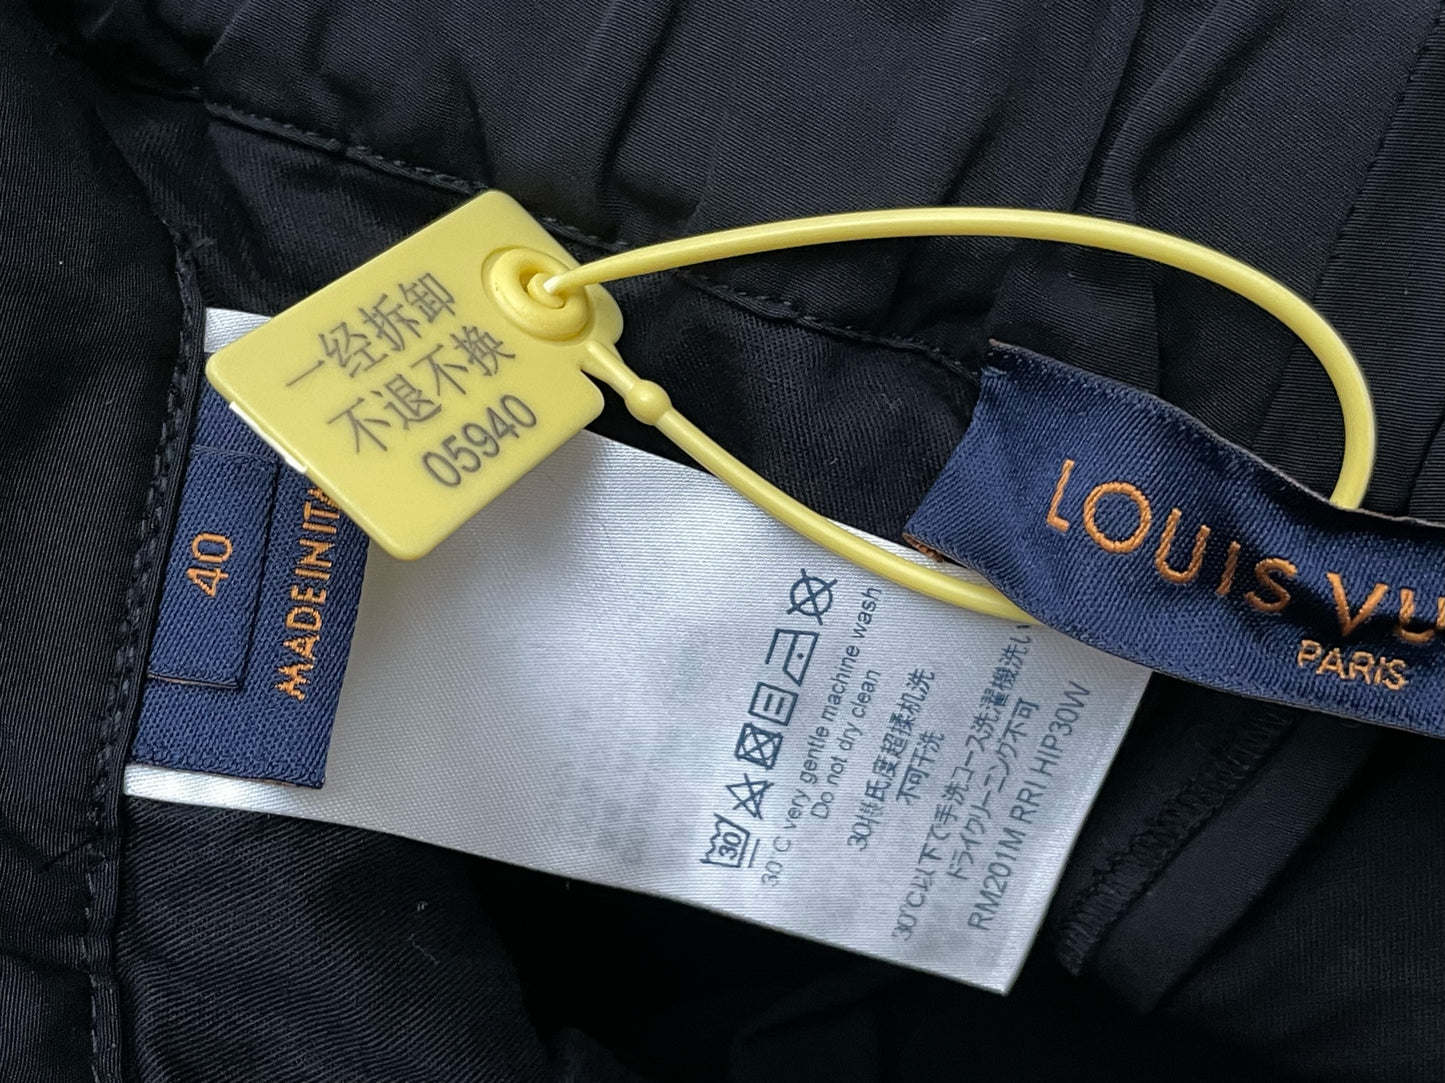 一经拆卸
不退不换
05940
40
MADE IN ITA
LOUIS VU
PARIS
30
30°C very gentle machine wash
Do not dry clean
30摄氏度超揉机洗
不可干洗
30℃以下で手洗コース洗濯機洗い
ドライクリーニング不可
RM201M RRI HIP30W